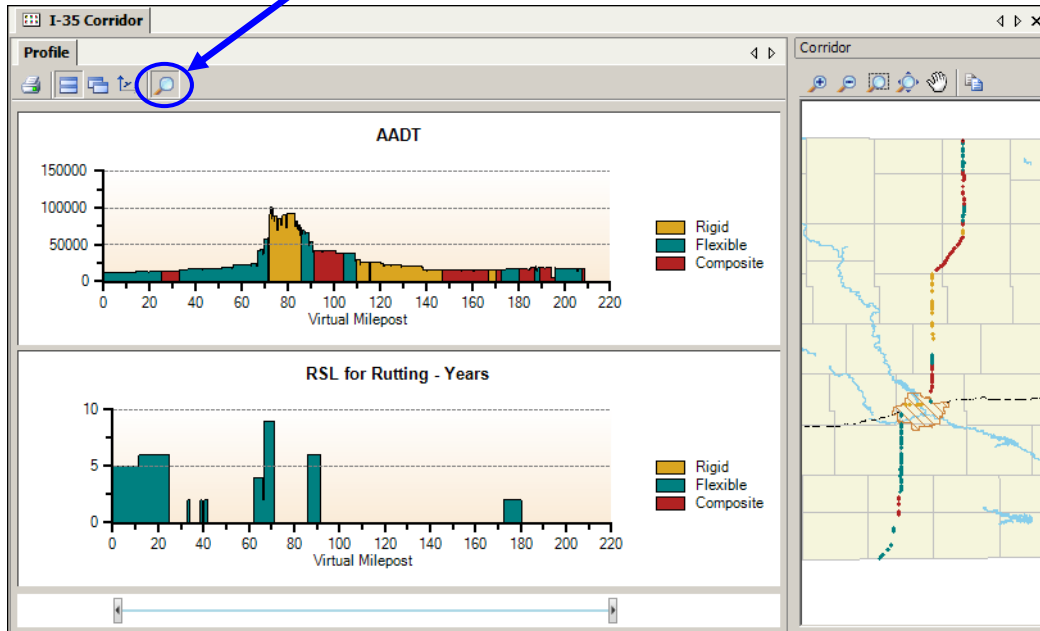 I-35 Corridor
Profile
Corridor
AADT
150000
100000
50000
0
0 20 40 60 80 100 120 140 160 180 200 220
Virtual Milepost
Rigid
Flexible
Composite
RSL for Rutting - Years
10
5
0
0 20 40 60 80 100 120 140 160 180 200 220
Virtual Milepost
Rigid
Flexible
Composite